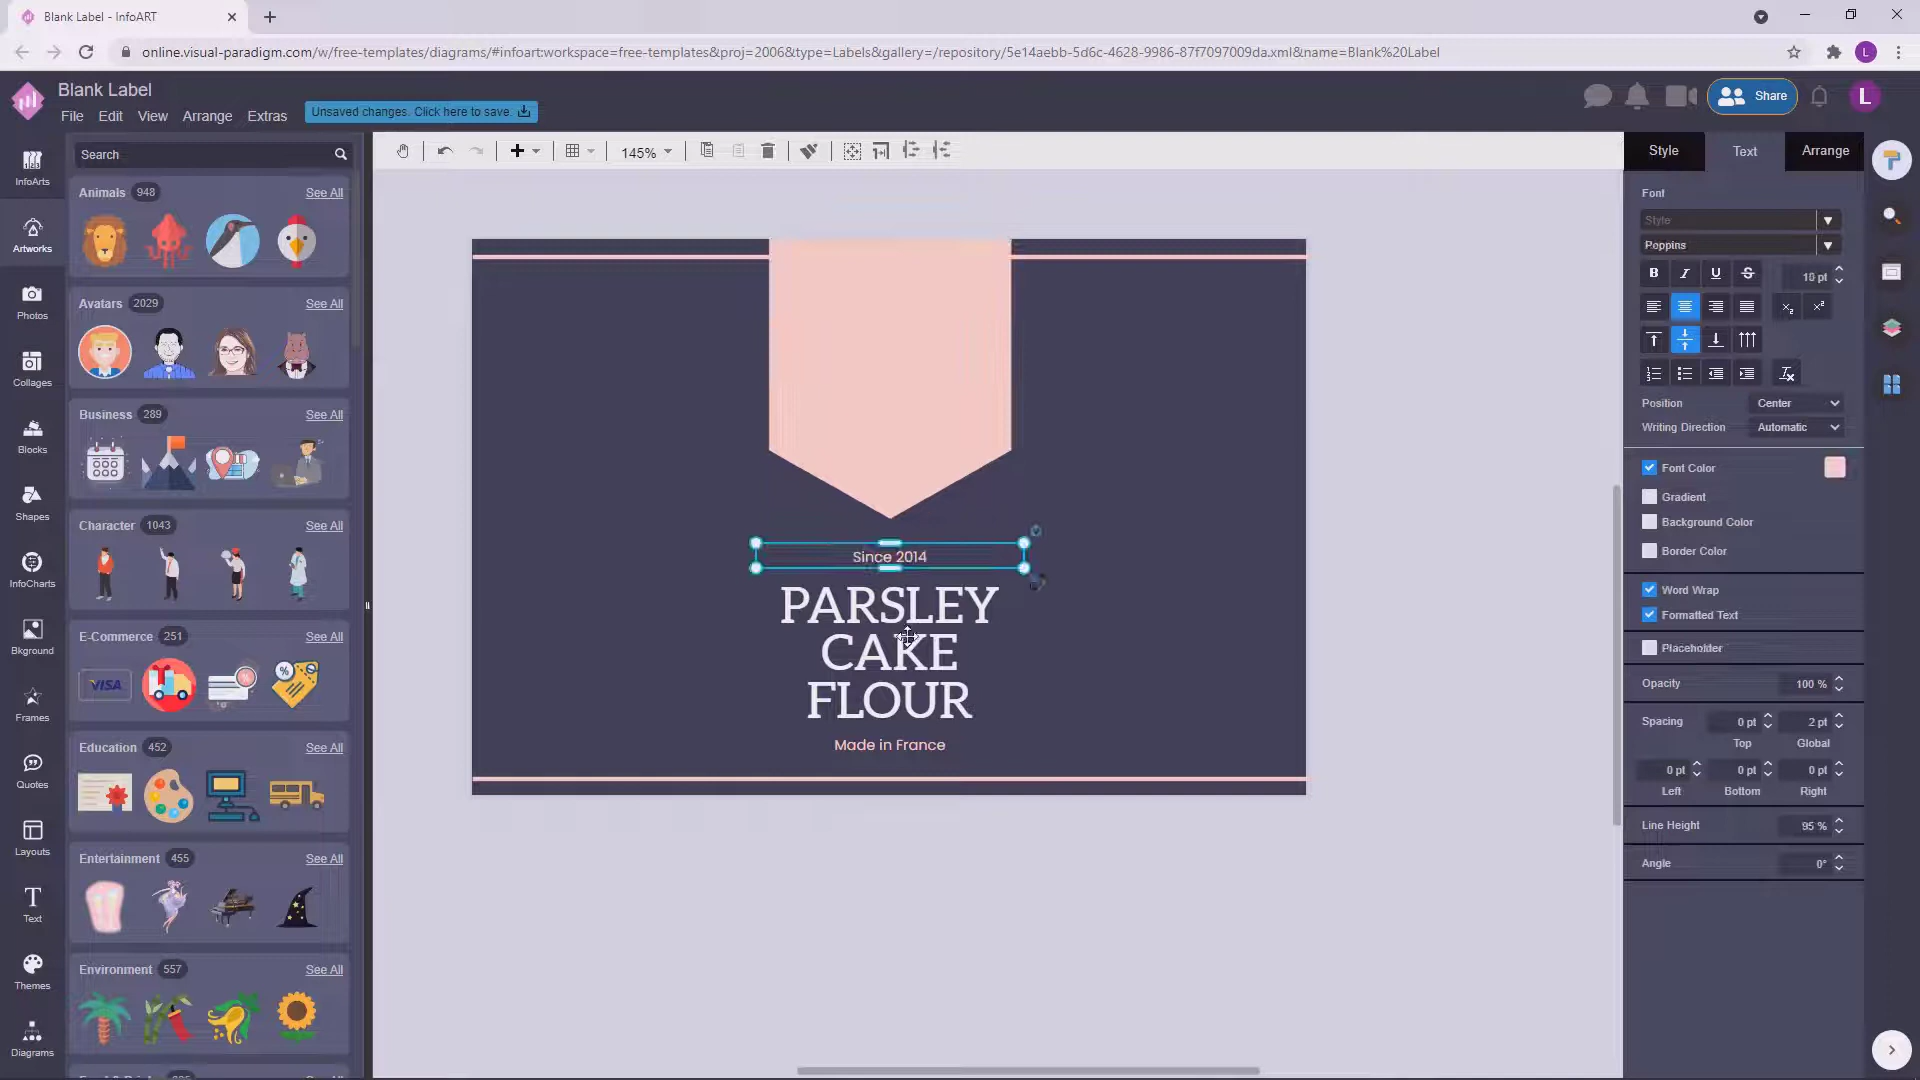 Blank Label - InfoART
online.visual-paradigm.com/w/free-templates/diagrams/#infoart:workspace=free-templates&proj=2006&type=Labels&gallery=/repository/5e14aebb-5d6c-4628-9986-87f7097009da.xml&name=Blank%20Label
L
Blank Label
File Edit View Arrange Extras
Unsaved changes. Click here to save.
Share
L
InfoArts
Artworks
Photos
Collages
Blocks
Shapes
InfoCharts
Bkground
Frames
Quotes
Layouts
T
Text
Themes
Diagrams
Search
Animals 948 See All
Avatars 2029 See All
Business 289 See All
Character 1043 See All
E-Commerce 251 See All
VISA
Education 452 See All
Entertainment 455 See All
Environment 557 See All
145%
Since 2014
PARSLEY
CAKE
FLOUR
Made in France
Style Text Arrange
Font
Style
Poppins
B I U S 10 pt
Position Center
Writing Direction Automatic
Font Color
Gradient
Background Color
Border Color
Word Wrap
Formatted Text
Placeholder
Opacity 100 %
Spacing 0 pt 2 pt
Top Global
0 pt 0 pt 0 pt
Left Bottom Right
Line Height 95 %
Angle 0°